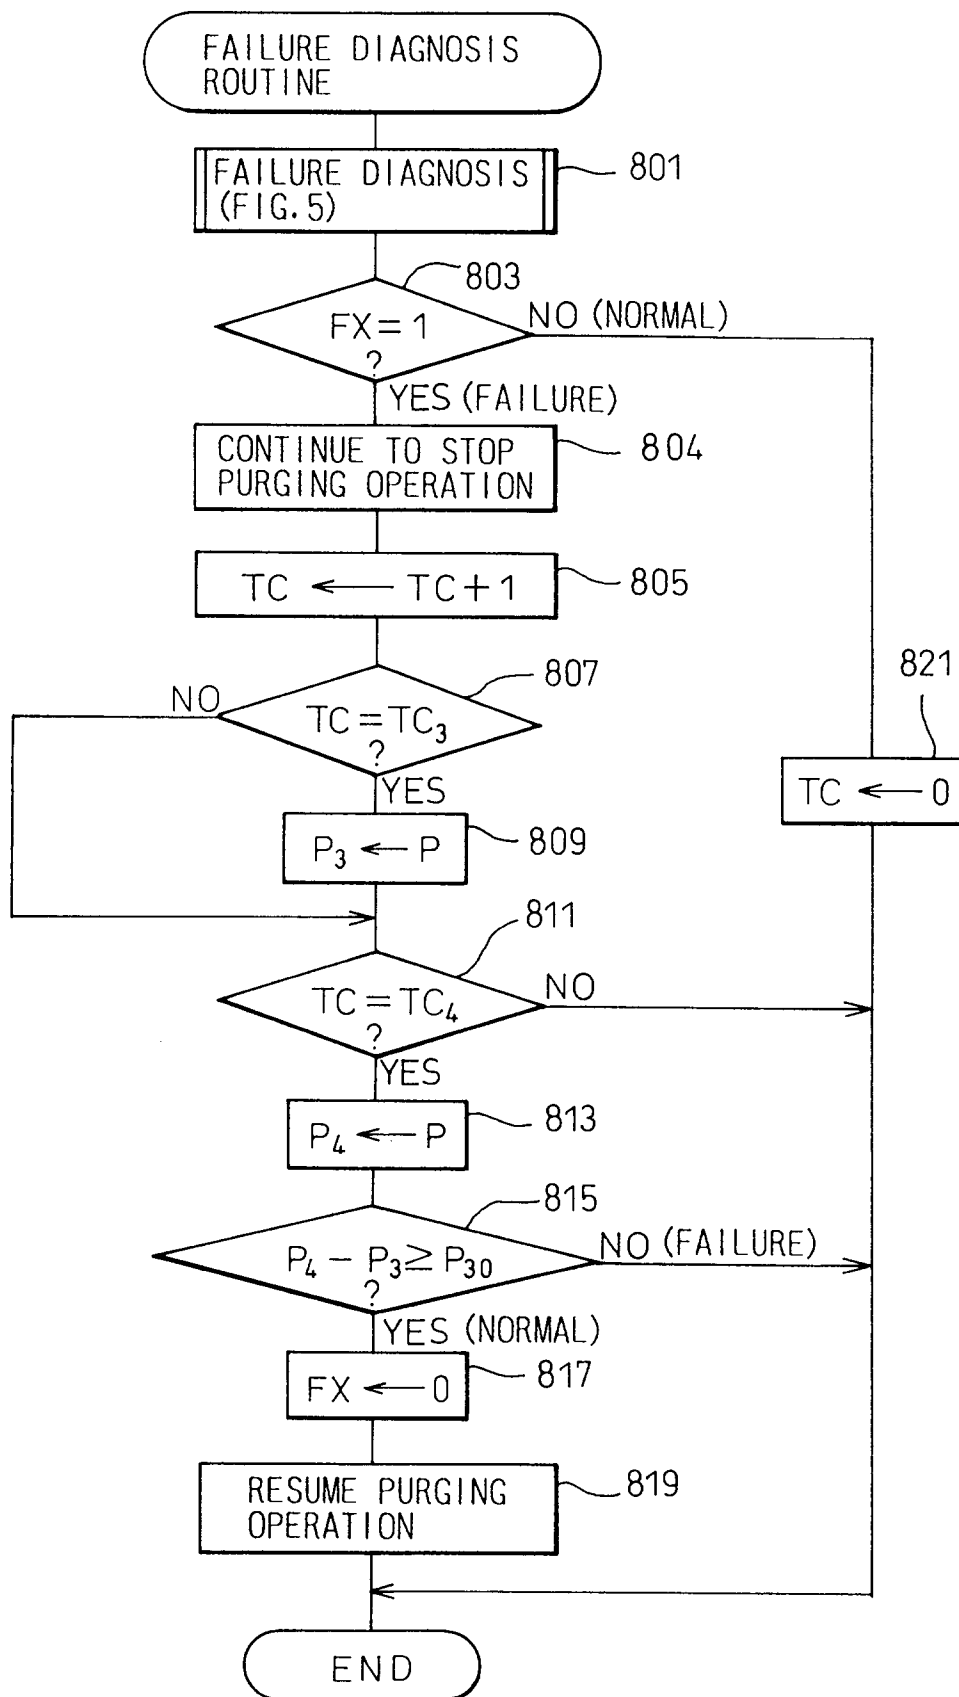 FAILURE DIAGNOSIS
ROUTINE
FAILURE DIAGNOSIS
(FIG.5)
801
803
FX=1
?
NO (NORMAL)
YES (FAILURE)
CONTINUE TO STOP
PURGING OPERATION
804
TC ← TC+1
805
807
NO
TC=TC₃
?
YES
821
TC ← 0
P₃ ← P
809
811
TC=TC₄
?
NO
YES
P₄ ← P
813
815
P₄ − P₃ ≥ P₃₀
?
NO (FAILURE)
YES (NORMAL)
FX ← 0
817
RESUME PURGING
OPERATION
819
END